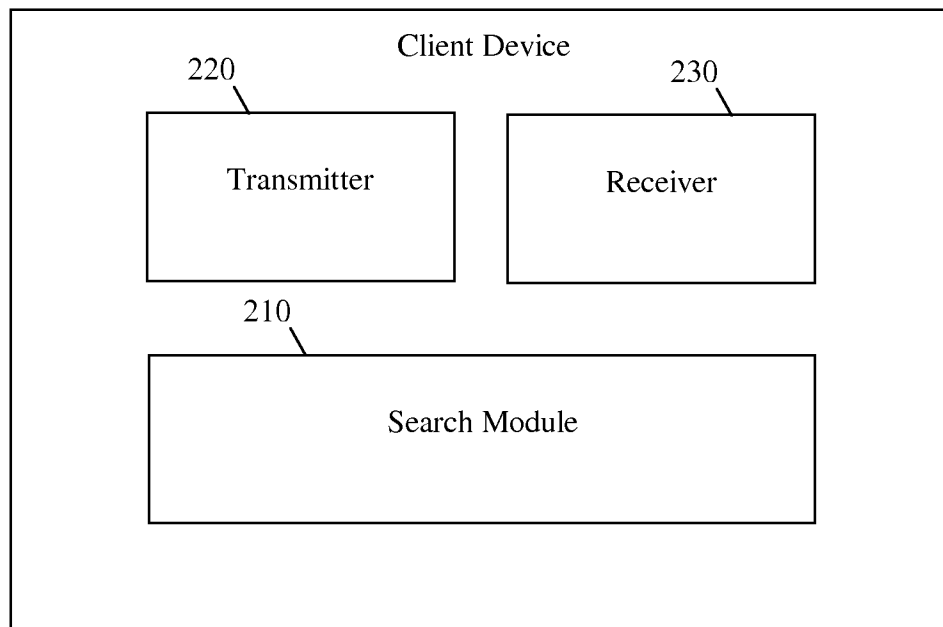 Client Device
220
230
Transmitter
Receiver
210
Search Module